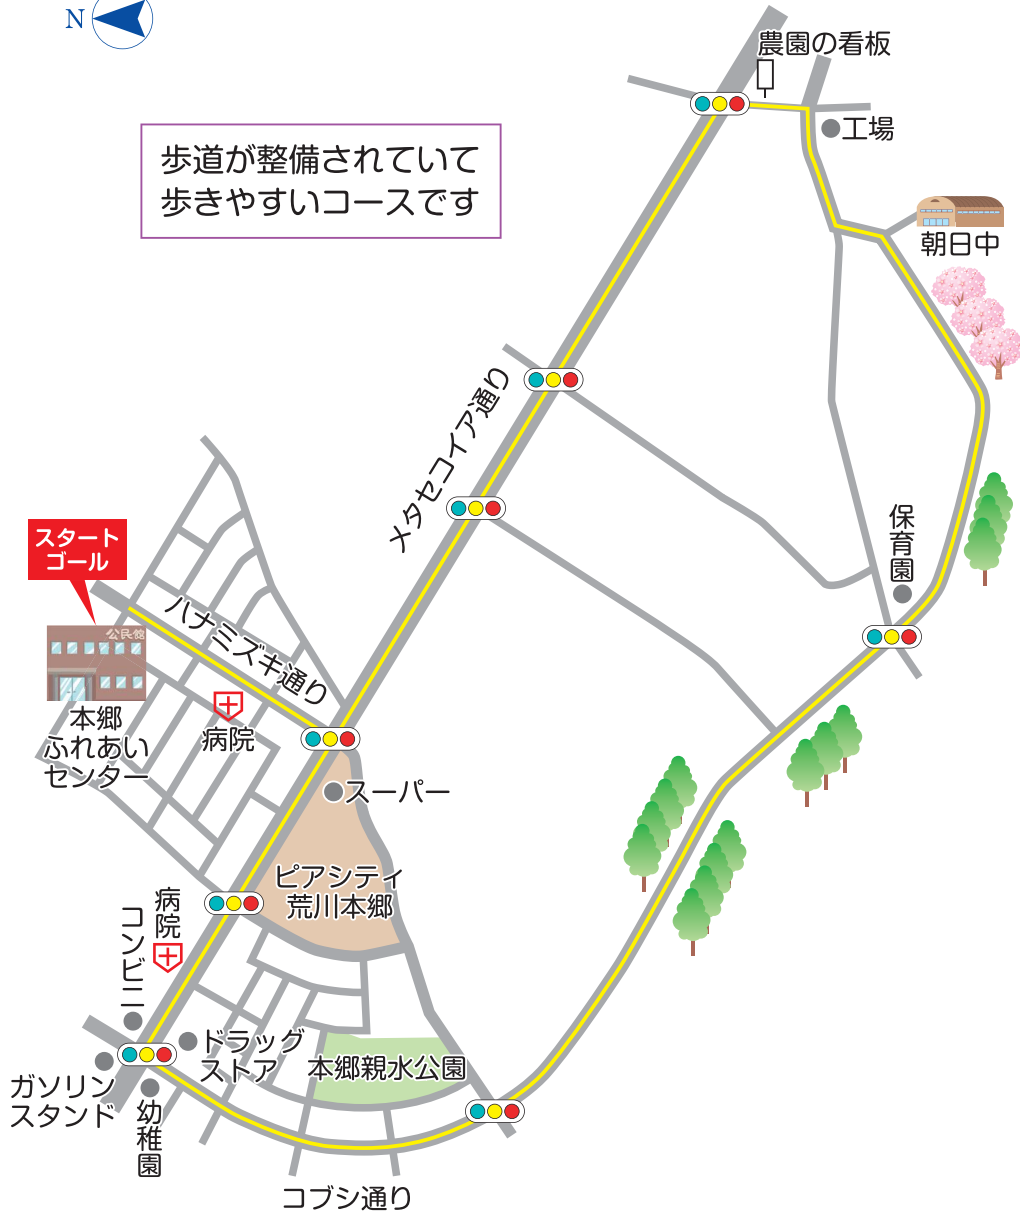 N
農園の看板
工場
歩道が整備されていて
歩きやすいコースです
朝日中
メタセコイア通り
保育園
スタート
ゴール
ハナミズキ通り
公民館
本郷
ふれあい
センター
病院
スーパー
ピアシティ
荒川本郷
病院
コンビニ
ドラッグ
ストア
本郷親水公園
ガソリン
スタンド
幼稚園
コブシ通り